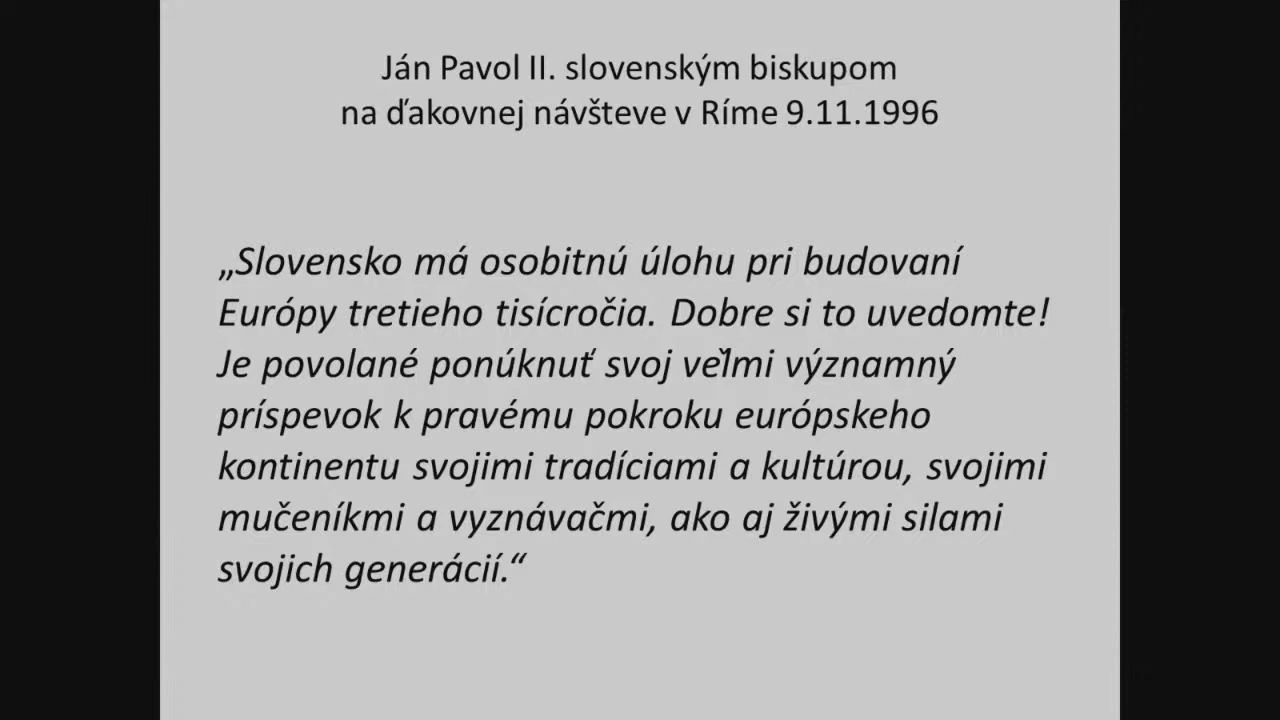 Ján Pavol II. slovenským biskupom
na ďakovnej návšteve v Ríme 9.11.1996
„Slovensko má osobitnú úlohu pri budovaní
Európy tretieho tisícročia. Dobre si to uvedomte!
Je povolané ponúknuť svoj veľmi významný
príspevok k pravému pokroku európskeho
kontinentu svojimi tradíciami a kultúrou, svojimi
mučeníkmi a vyznávačmi, ako aj živými silami
svojich generácií.“